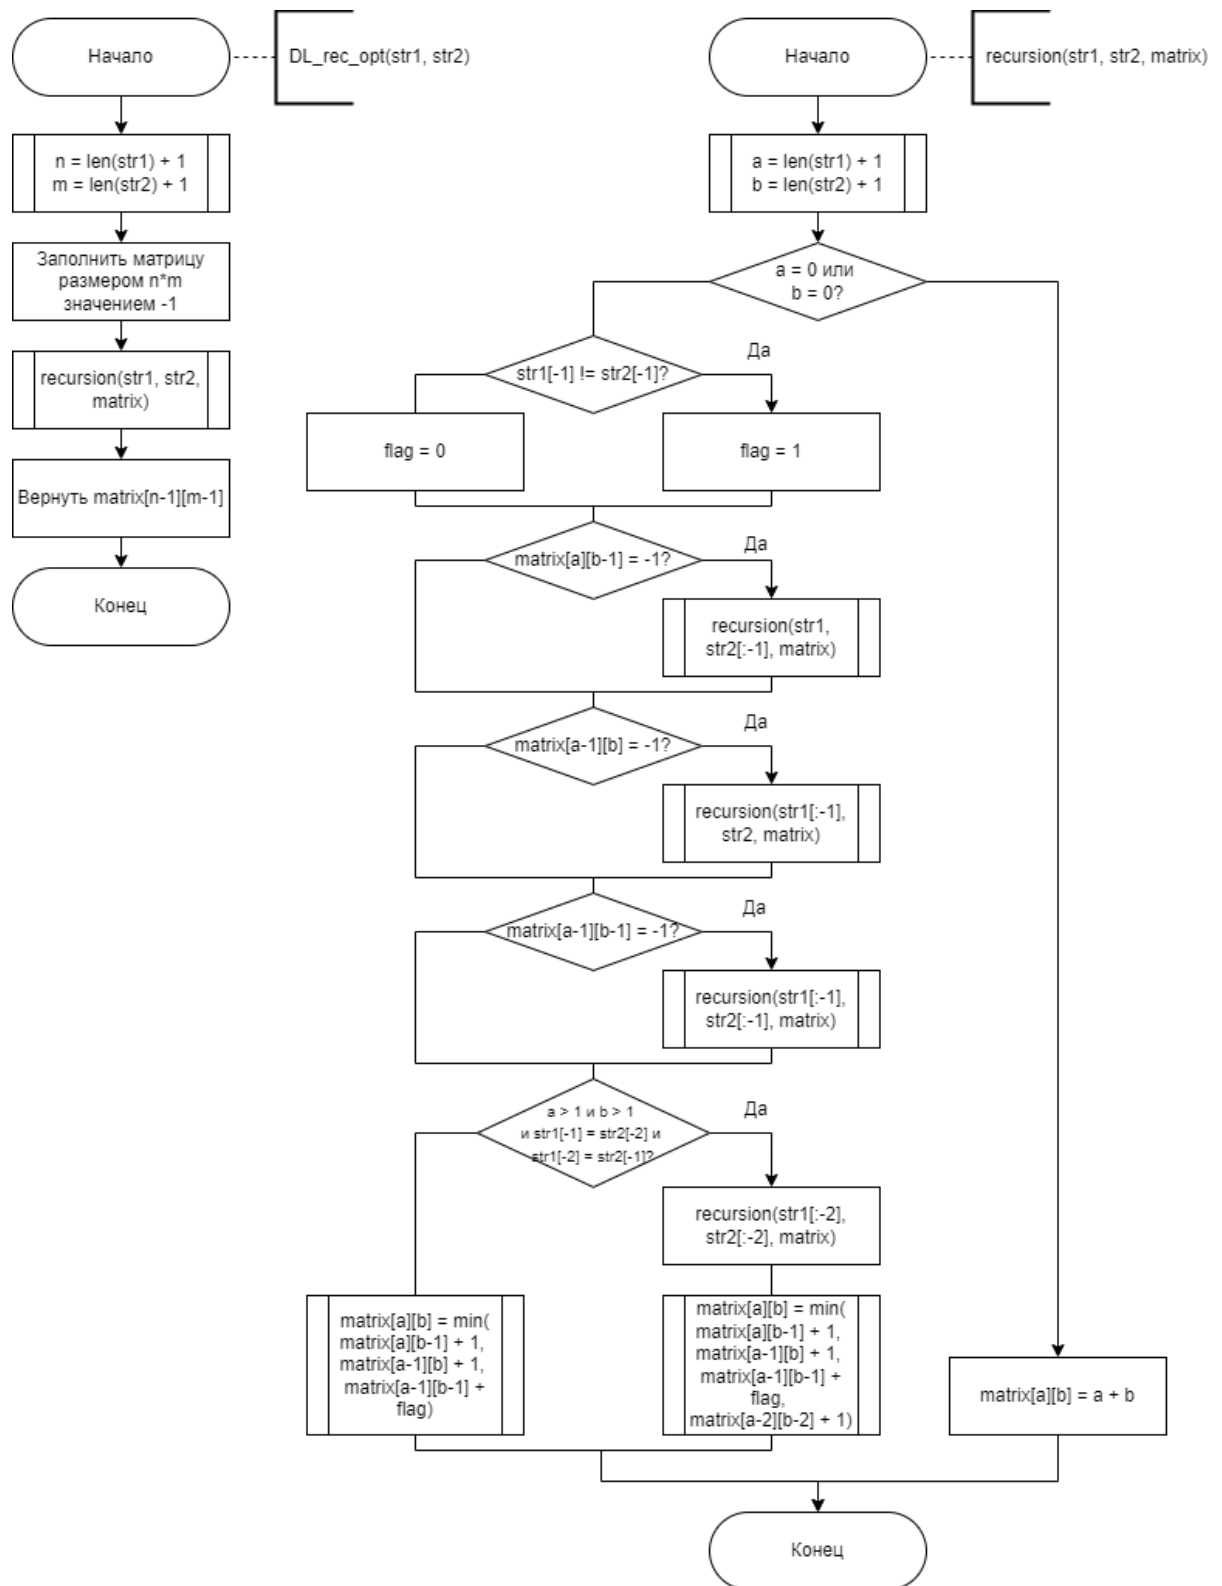 Начало
DL_rec_opt(str1, str2)
n = len(str1) + 1
m = len(str2) + 1
Заполнить матрицу
размером n*m
значением -1
recursion(str1, str2,
matrix)
Вернуть matrix[n-1][m-1]
Конец
Начало
recursion(str1, str2, matrix)
a = len(str1) + 1
b = len(str2) + 1
a = 0 или
b = 0?
str1[-1] != str2[-1]?
Да
flag = 0
flag = 1
matrix[a][b-1] = -1?
Да
recursion(str1,
str2[:-1], matrix)
matrix[a-1][b] = -1?
Да
recursion(str1[:-1],
str2, matrix)
matrix[a-1][b-1] = -1?
Да
recursion(str1[:-1],
str2[:-1], matrix)
a > 1 и b > 1
и str1[-1] = str2[-2] и
str1[-2] = str2[-1]?
Да
recursion(str1[:-2],
str2[:-2], matrix)
matrix[a][b] = min(
matrix[a][b-1] + 1,
matrix[a-1][b] + 1,
matrix[a-1][b-1] +
flag)
matrix[a][b] = min(
matrix[a][b-1] + 1,
matrix[a-1][b] + 1,
matrix[a-1][b-1] +
flag,
matrix[a-2][b-2] + 1)
matrix[a][b] = a + b
Конец